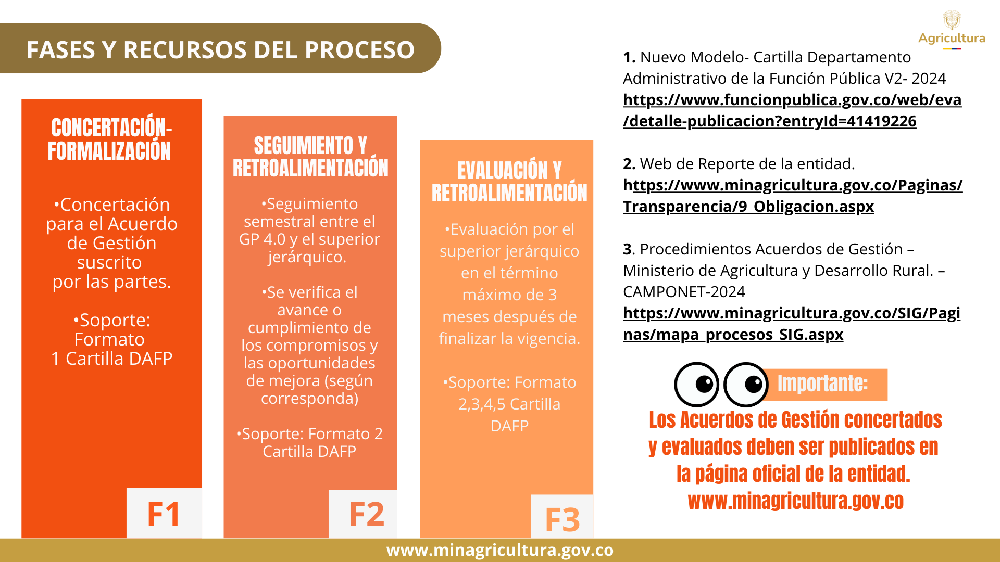 FASES Y RECURSOS DEL PROCESO
Agricultura
CONCERTACIÓN-
FORMALIZACIÓN
•Concertación
para el Acuerdo
de Gestión
suscrito
por las partes.
•Soporte:
Formato
1 Cartilla DAFP
F1
SEGUIMIENTO Y
RETROALIMENTACIÓN
•Seguimiento
semestral entre el
GP 4.0 y el superior
jerárquico.
•Se verifica el
avance o
cumplimiento de
los compromisos y
las oportunidades
de mejora (según
corresponda)
•Soporte: Formato 2
Cartilla DAFP
F2
EVALUACIÓN Y
RETROALIMENTACIÓN
•Evaluación por el
superior jerárquico
en el término
máximo de 3
meses después de
finalizar la vigencia.
•Soporte: Formato
2,3,4,5 Cartilla
DAFP
F3
1. Nuevo Modelo- Cartilla Departamento
Administrativo de la Función Pública V2- 2024
https://www.funcionpublica.gov.co/web/eva
/detalle-publicacion?entryId=41419226
2. Web de Reporte de la entidad.
https://www.minagricultura.gov.co/Paginas/
Transparencia/9_Obligacion.aspx
3. Procedimientos Acuerdos de Gestión –
Ministerio de Agricultura y Desarrollo Rural. –
CAMPONET-2024
https://www.minagricultura.gov.co/SIG/Pagi
nas/mapa_procesos_SIG.aspx
Importante:
Los Acuerdos de Gestión concertados
y evaluados deben ser publicados en
la página oficial de la entidad.
www.minagricultura.gov.co
www.minagricultura.gov.co